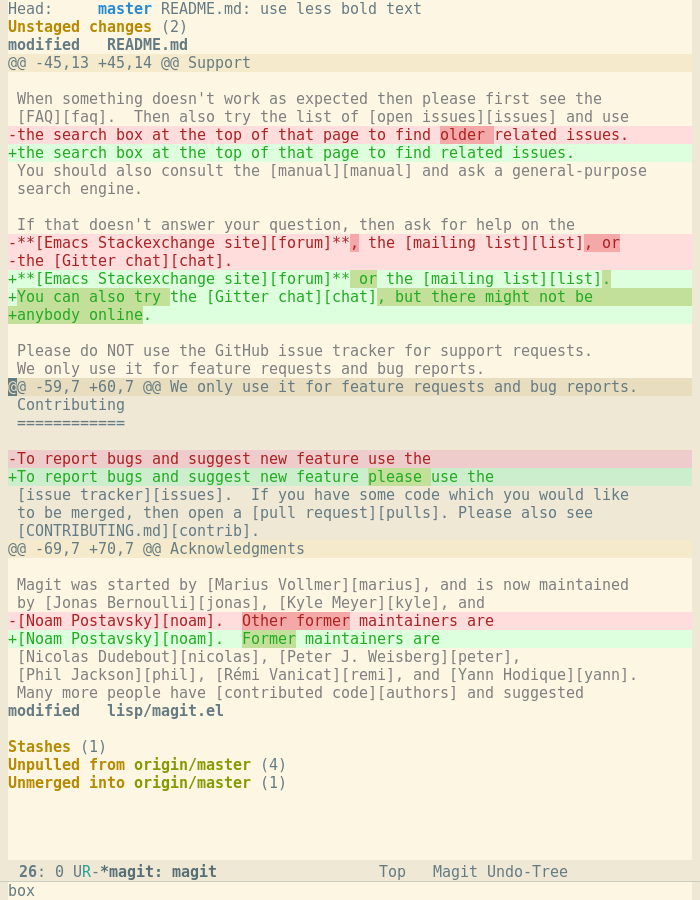 Head:     master README.md: use less bold text
Unstaged changes (2)
modified   README.md
@@ -45,13 +45,14 @@ Support
 When something doesn't work as expected then please first see the
 [FAQ][faq].  Then also try the list of [open issues][issues] and use
-the search box at the top of that page to find older related issues.
+the search box at the top of that page to find related issues.
 You should also consult the [manual][manual] and ask a general-purpose
 search engine.
 If that doesn't answer your question, then ask for help on the
-**[Emacs Stackexchange site][forum]**, the [mailing list][list], or
-the [Gitter chat][chat].
+**[Emacs Stackexchange site][forum]** or the [mailing list][list].
+You can also try the [Gitter chat][chat], but there might not be
+anybody online.
 Please do NOT use the GitHub issue tracker for support requests.
 We only use it for feature requests and bug reports.
@@ -59,7 +60,7 @@ We only use it for feature requests and bug reports.
 Contributing
 ============
-To report bugs and suggest new feature use the
+To report bugs and suggest new feature please use the
 [issue tracker][issues].  If you have some code which you would like
 to be merged, then open a [pull request][pulls]. Please also see
 [CONTRIBUTING.md][contrib].
@@ -69,7 +70,7 @@ Acknowledgments
 Magit was started by [Marius Vollmer][marius], and is now maintained
 by [Jonas Bernoulli][jonas], [Kyle Meyer][kyle], and
-[Noam Postavsky][noam].  Other former maintainers are
+[Noam Postavsky][noam].  Former maintainers are
 [Nicolas Dudebout][nicolas], [Peter J. Weisberg][peter],
 [Phil Jackson][phil], [Rémi Vanicat][remi], and [Yann Hodique][yann].
 Many more people have [contributed code][authors] and suggested
modified   lisp/magit.el
Stashes (1)
Unpulled from origin/master (4)
Unmerged into origin/master (1)
26: 0 UR-*magit: magit                  Top   Magit Undo-Tree
box